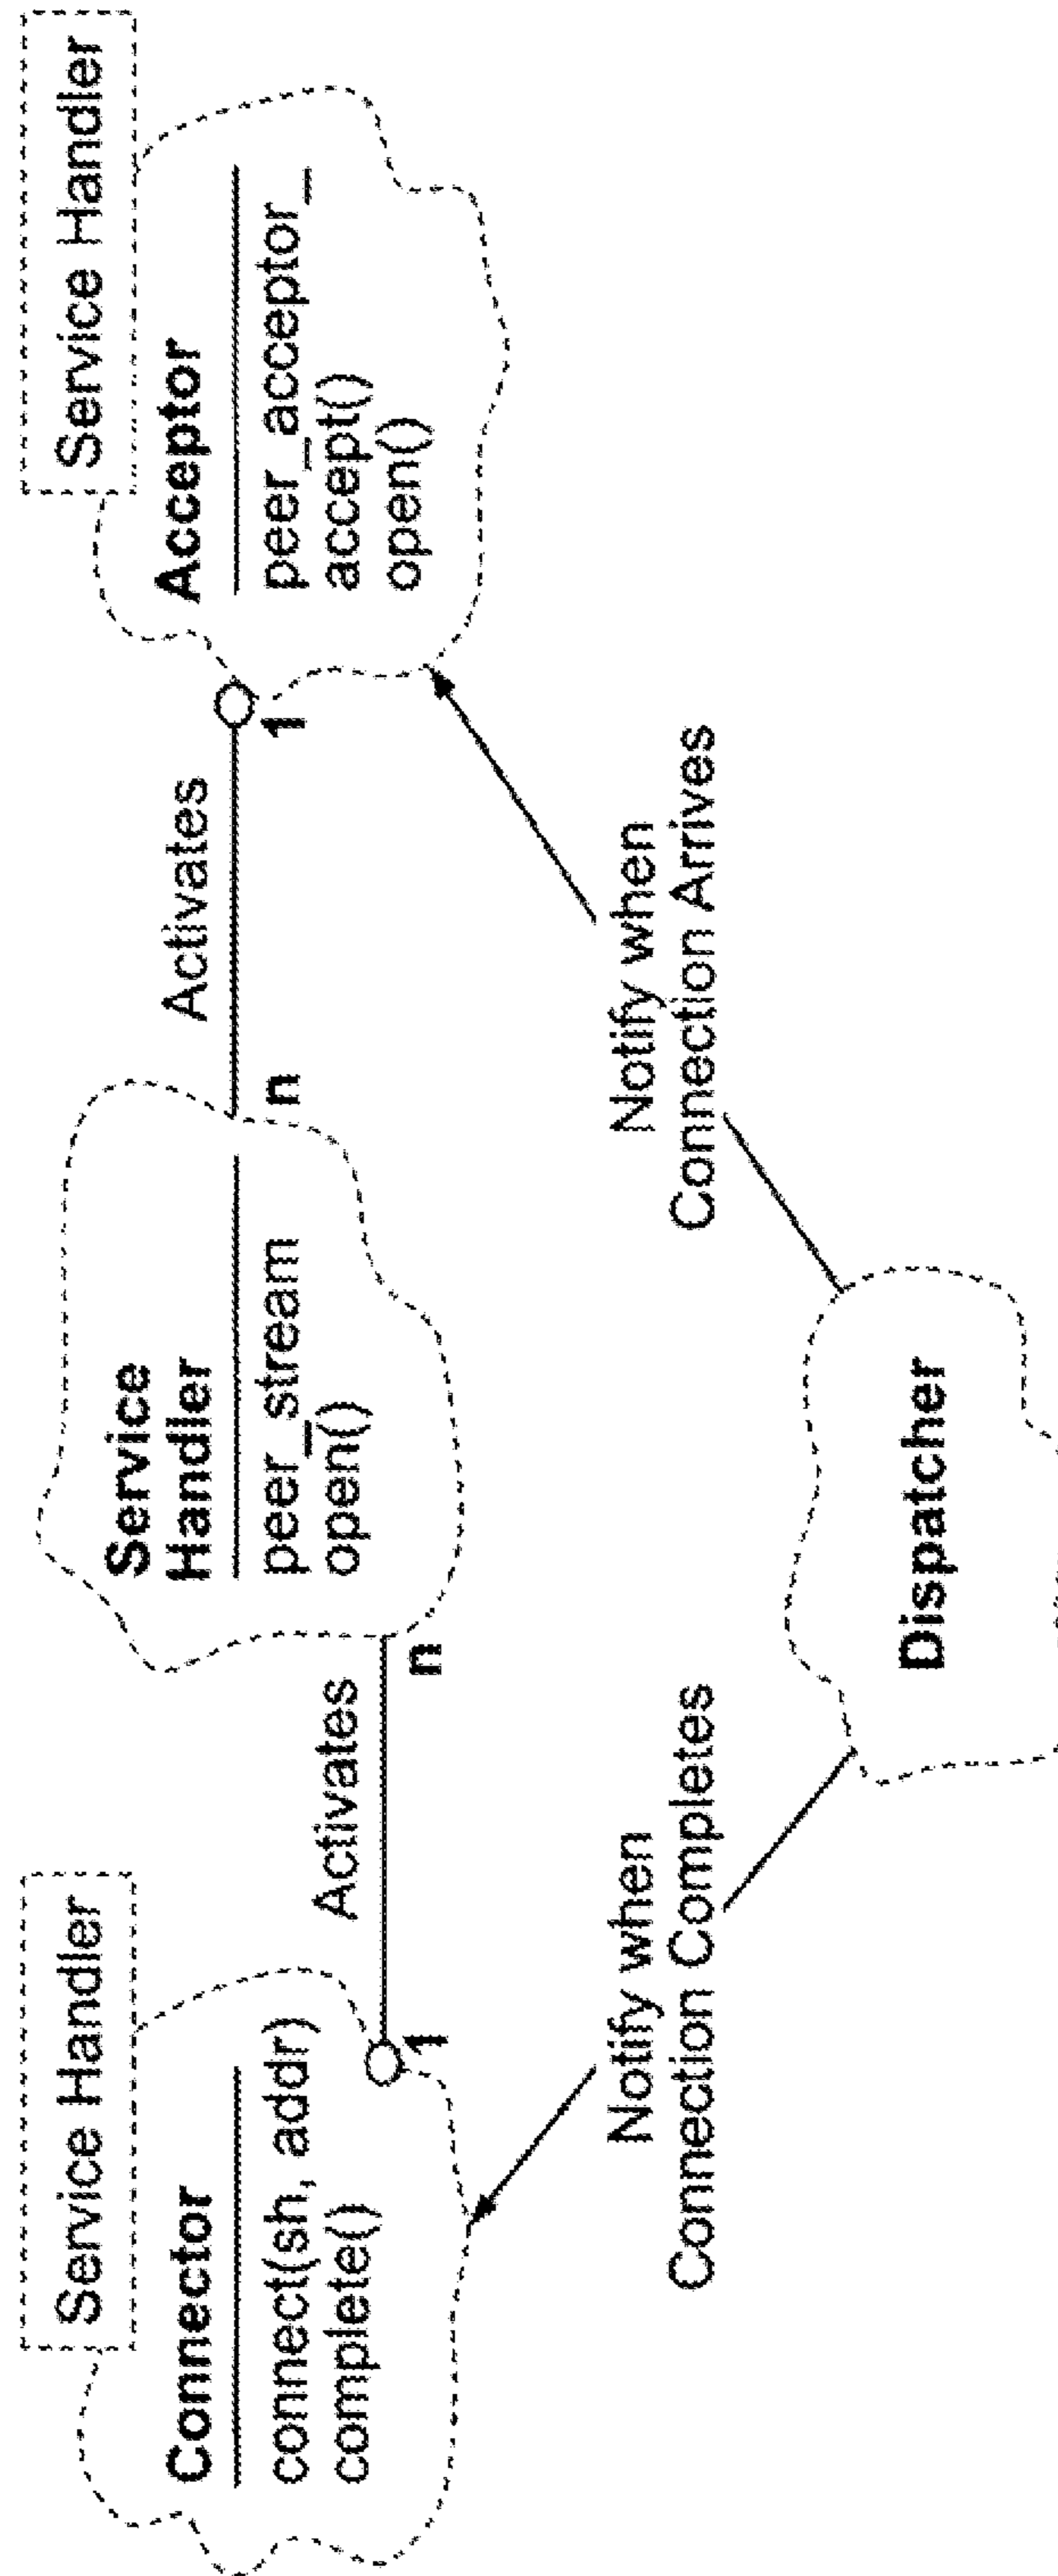 Service Handler
Connector
connect(sh, addr)
complete()
Activates
1
n
Service
Handler
peer_stream
open()
Activates
n
1
Service Handler
Acceptor
peer_acceptor_
accept()
open()
Notify when
Connection Completes
Notify when
Connection Arrives
Dispatcher